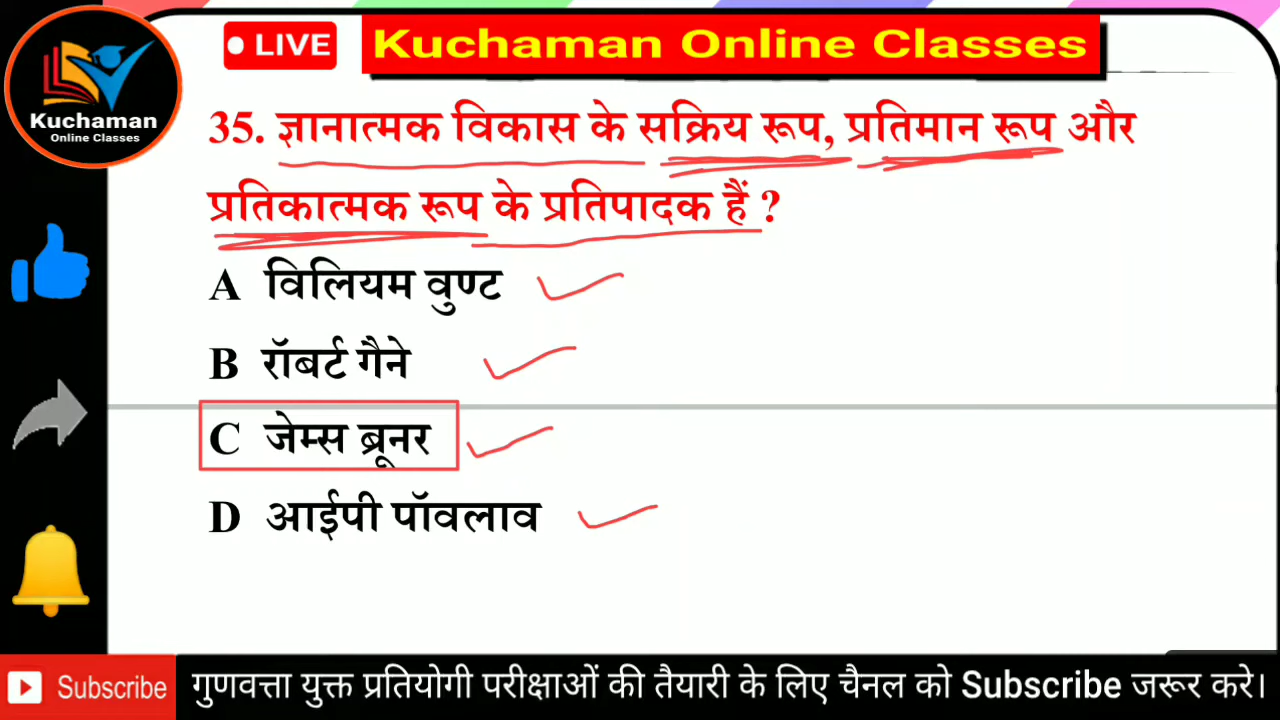 LIVE
Kuchaman Online Classes
Kuchaman
Online Classes
35. ज्ञानात्मक विकास के सक्रिय रूप, प्रतिमान रूप और
प्रतिकात्मक रूप के प्रतिपादक हैं ?
A विलियम वुण्ट
B रॉबर्ट गैने
C जेम्स ब्रूनर
D आईपी पॉवलाव
Subscribe
गुणवत्ता युक्त प्रतियोगी परीक्षाओं की तैयारी के लिए चैनल को Subscribe जरूर करे।